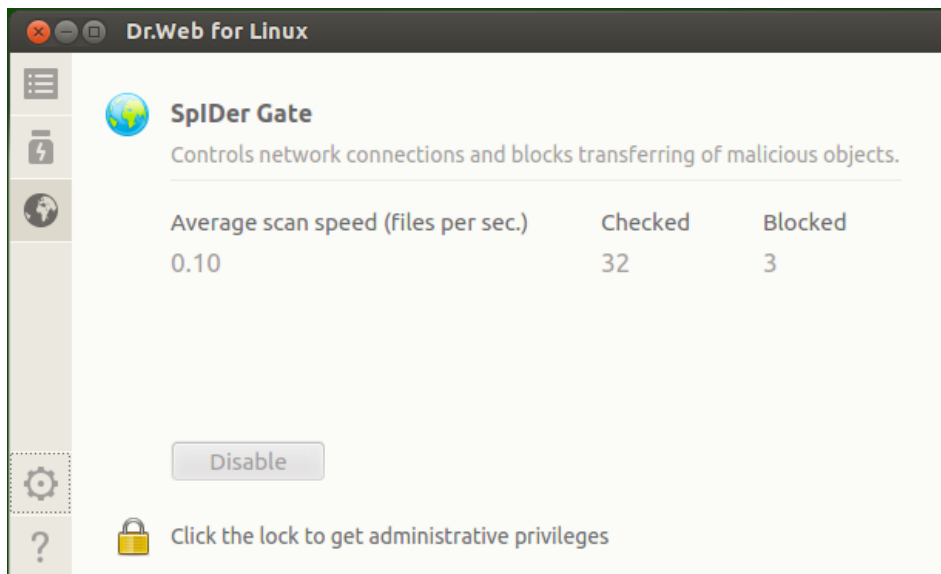 Dr.Web for Linux
SpIDer Gate
Controls network connections and blocks transferring of malicious objects.
Average scan speed (files per sec.) Checked Blocked
0.10 32 3
Disable
Click the lock to get administrative privileges
?